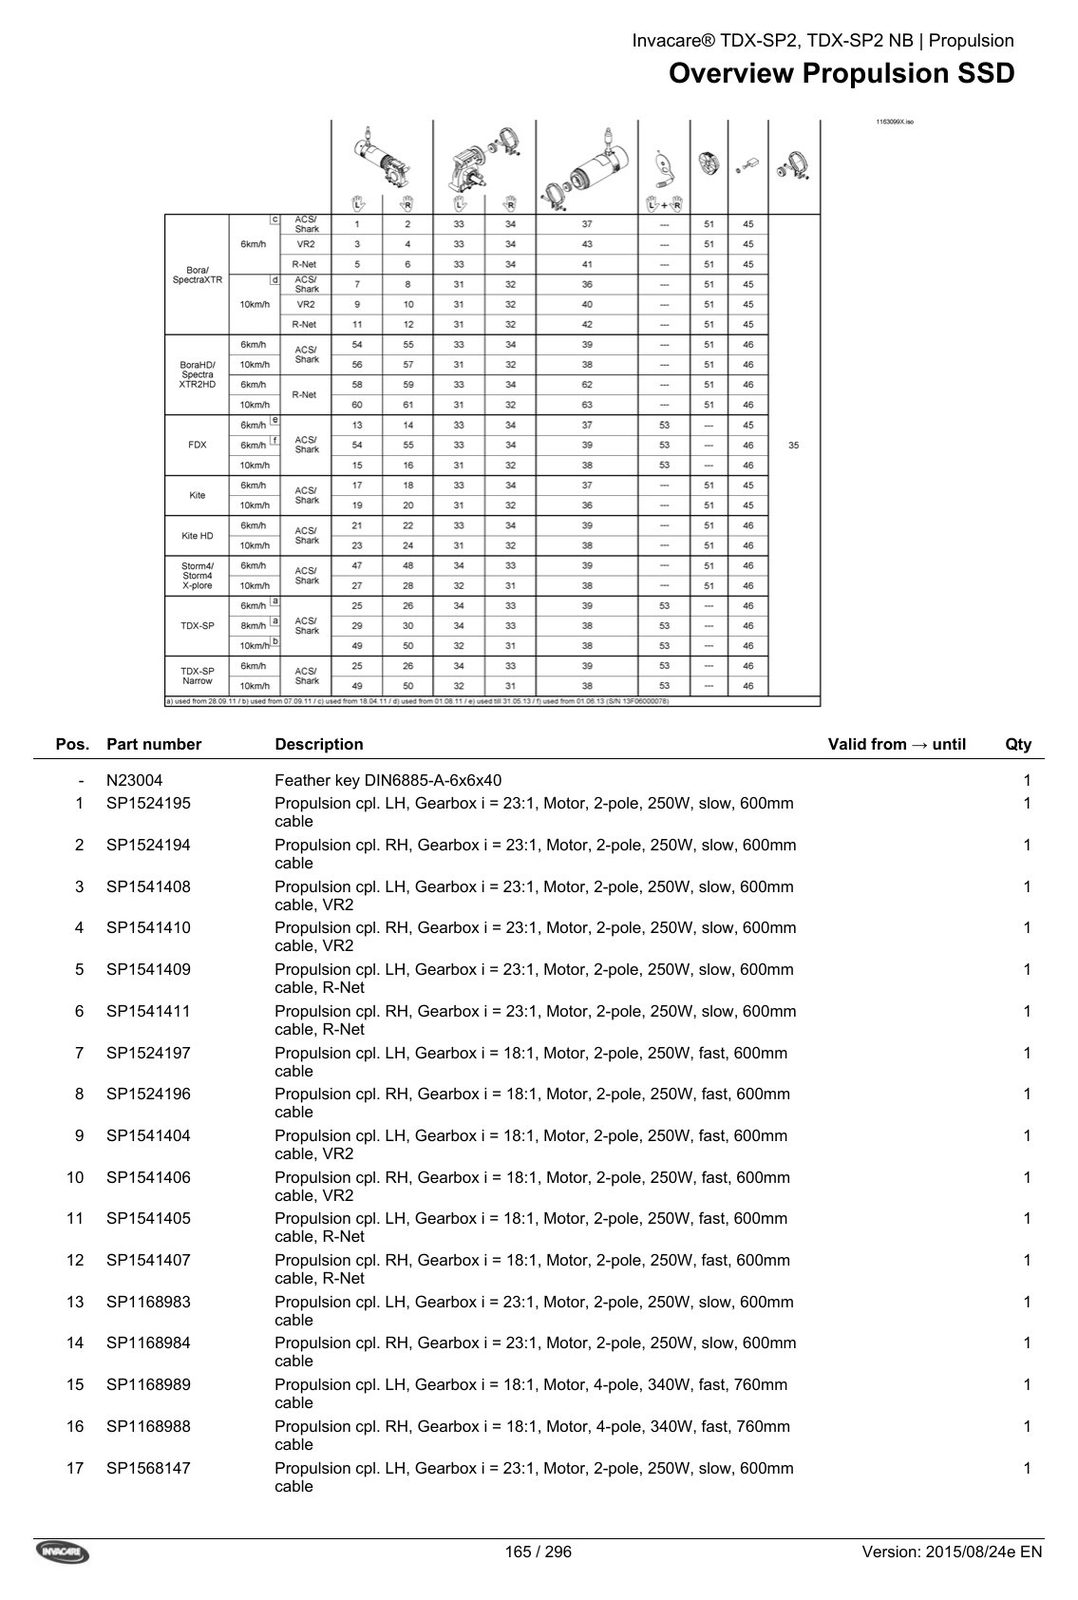 Invacare® TDX-SP2, TDX-SP2 NB | Propulsion
Overview Propulsion SSD
1163099X.iso
L R L R L + R
c ACS/
Shark 1 2 33 34 37 --- 51 45
6km/h VR2 3 4 33 34 43 --- 51 45
R-Net 5 6 33 34 41 --- 51 45
Bora/
SpectraXTR
d ACS/
Shark 7 8 31 32 36 --- 51 45
10km/h VR2 9 10 31 32 40 --- 51 45
R-Net 11 12 31 32 42 --- 51 45
BoraHD/
Spectra
XTR2HD
6km/h ACS/
Shark 54 55 33 34 39 --- 51 46
10km/h 56 57 31 32 38 --- 51 46
6km/h R-Net 58 59 33 34 62 --- 51 46
10km/h 60 61 31 32 63 --- 51 46
FDX
6km/h e ACS/
Shark 13 14 33 34 37 53 --- 45
6km/h f 54 55 33 34 39 53 --- 46 35
10km/h 15 16 31 32 38 53 --- 46
Kite
6km/h ACS/
Shark 17 18 33 34 37 --- 51 45
10km/h 19 20 31 32 36 --- 51 45
Kite HD
6km/h ACS/
Shark 21 22 33 34 39 --- 51 46
10km/h 23 24 31 32 38 --- 51 46
Storm4/
Storm4
X-plore
6km/h ACS/
Shark 47 48 34 33 39 --- 51 46
10km/h 27 28 32 31 38 --- 51 46
TDX-SP
6km/h a ACS/
Shark 25 26 34 33 39 53 --- 46
8km/h a 29 30 34 33 38 53 --- 46
10km/h b 49 50 32 31 38 53 --- 46
TDX-SP
Narrow
6km/h ACS/
Shark 25 26 34 33 39 53 --- 46
10km/h 49 50 32 31 38 53 --- 46
a) used from 28.09.11 / b) used from 07.09.11 / c) used from 18.04.11 / d) used from 01.08.11 / e) used till 31.05.13 / f) used from 01.06.13 (S/N 13F06000078)
Pos. Part number Description Valid from → until Qty
- N23004 Feather key DIN6885-A-6x6x40 1
1 SP1524195 Propulsion cpl. LH, Gearbox i = 23:1, Motor, 2-pole, 250W, slow, 600mm 1
cable
2 SP1524194 Propulsion cpl. RH, Gearbox i = 23:1, Motor, 2-pole, 250W, slow, 600mm 1
cable
3 SP1541408 Propulsion cpl. LH, Gearbox i = 23:1, Motor, 2-pole, 250W, slow, 600mm 1
cable, VR2
4 SP1541410 Propulsion cpl. RH, Gearbox i = 23:1, Motor, 2-pole, 250W, slow, 600mm 1
cable, VR2
5 SP1541409 Propulsion cpl. LH, Gearbox i = 23:1, Motor, 2-pole, 250W, slow, 600mm 1
cable, R-Net
6 SP1541411 Propulsion cpl. RH, Gearbox i = 23:1, Motor, 2-pole, 250W, slow, 600mm 1
cable, R-Net
7 SP1524197 Propulsion cpl. LH, Gearbox i = 18:1, Motor, 2-pole, 250W, fast, 600mm 1
cable
8 SP1524196 Propulsion cpl. RH, Gearbox i = 18:1, Motor, 2-pole, 250W, fast, 600mm 1
cable
9 SP1541404 Propulsion cpl. LH, Gearbox i = 18:1, Motor, 2-pole, 250W, fast, 600mm 1
cable, VR2
10 SP1541406 Propulsion cpl. RH, Gearbox i = 18:1, Motor, 2-pole, 250W, fast, 600mm 1
cable, VR2
11 SP1541405 Propulsion cpl. LH, Gearbox i = 18:1, Motor, 2-pole, 250W, fast, 600mm 1
cable, R-Net
12 SP1541407 Propulsion cpl. RH, Gearbox i = 18:1, Motor, 2-pole, 250W, fast, 600mm 1
cable, R-Net
13 SP1168983 Propulsion cpl. LH, Gearbox i = 23:1, Motor, 2-pole, 250W, slow, 600mm 1
cable
14 SP1168984 Propulsion cpl. RH, Gearbox i = 23:1, Motor, 2-pole, 250W, slow, 600mm 1
cable
15 SP1168989 Propulsion cpl. LH, Gearbox i = 18:1, Motor, 4-pole, 340W, fast, 760mm 1
cable
16 SP1168988 Propulsion cpl. RH, Gearbox i = 18:1, Motor, 4-pole, 340W, fast, 760mm 1
cable
17 SP1568147 Propulsion cpl. LH, Gearbox i = 23:1, Motor, 2-pole, 250W, slow, 600mm 1
cable
INVACARE 165 / 296 Version: 2015/08/24e EN